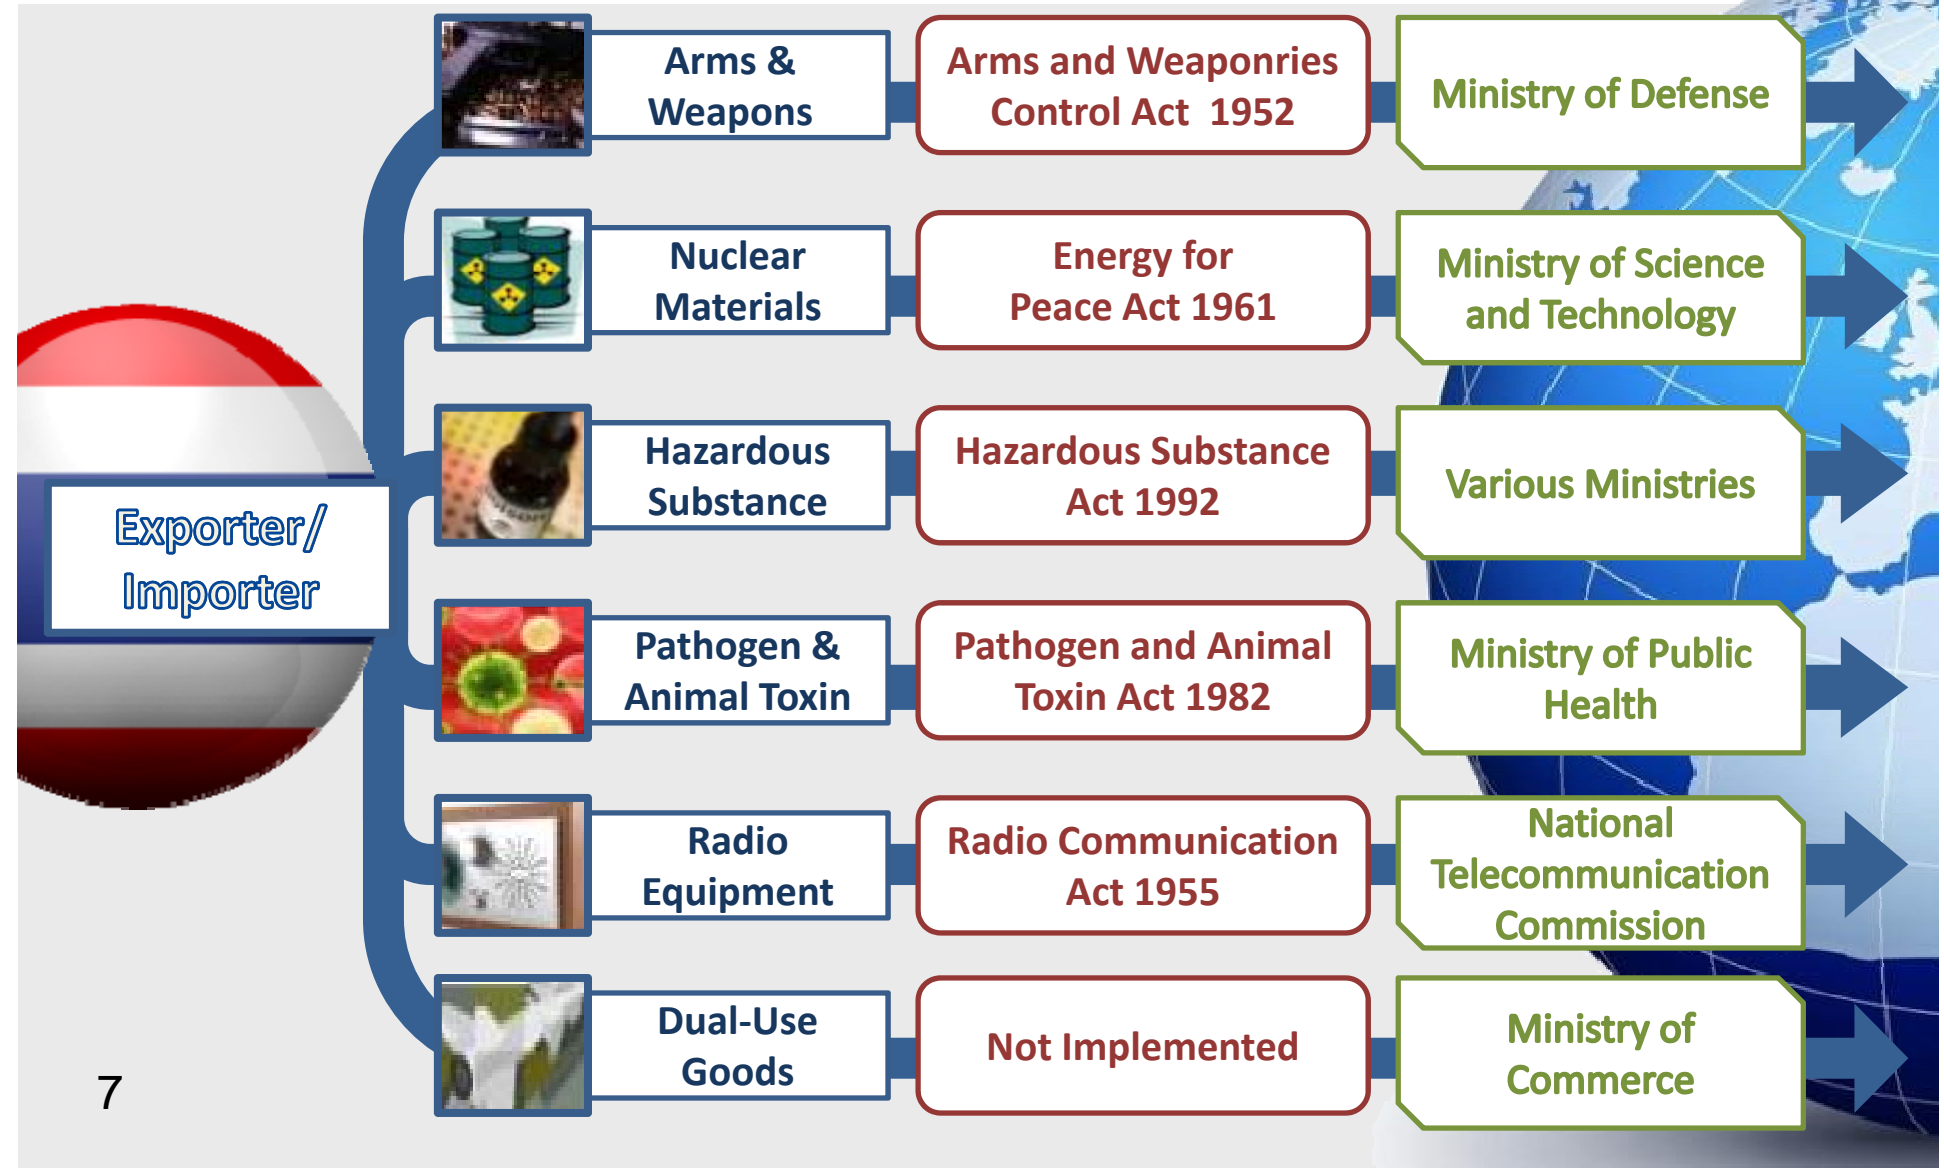 Exporter/
Importer
Arms &
Weapons
Arms and Weaponries
Control Act 1952
Ministry of Defense
Nuclear
Materials
Energy for
Peace Act 1961
Ministry of Science
and Technology
Hazardous
Substance
Hazardous Substance
Act 1992
Various Ministries
Pathogen &
Animal Toxin
Pathogen and Animal
Toxin Act 1982
Ministry of Public
Health
Radio
Equipment
Radio Communication
Act 1955
National
Telecommunication
Commission
Dual-Use
Goods
Not Implemented
Ministry of
Commerce
7